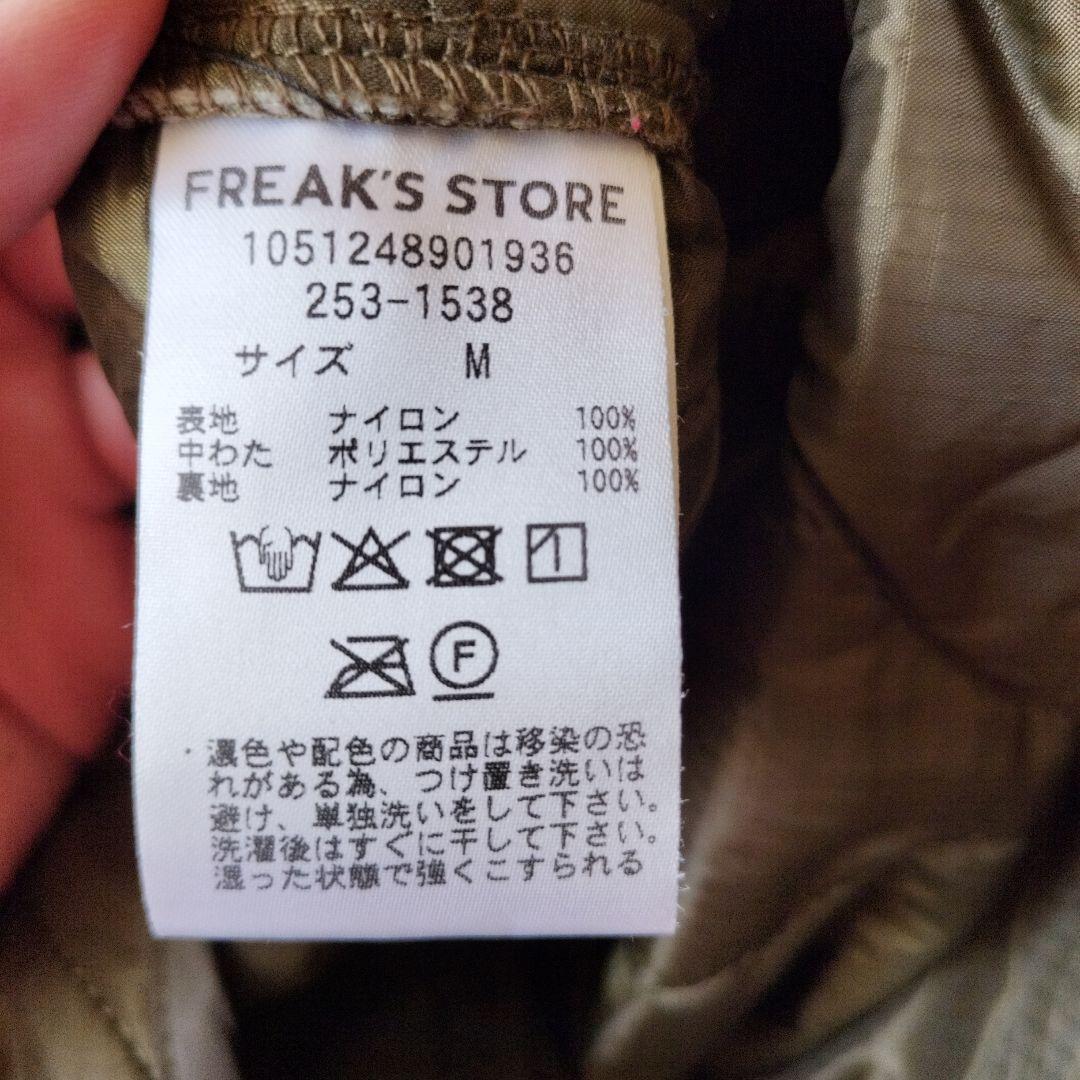 FREAK'S STORE
1051248901936
253-1538
サイズ M
表地 ナイロン 100%
中わた ポリエステル 100%
裏地 ナイロン 100%
F
・濃色や配色の商品は移染の恐
れがある為、つけ置き洗いは
避け、単独洗いをして下さい。
洗濯後はすぐに干して下さい。
湿った状態で強くこすられる